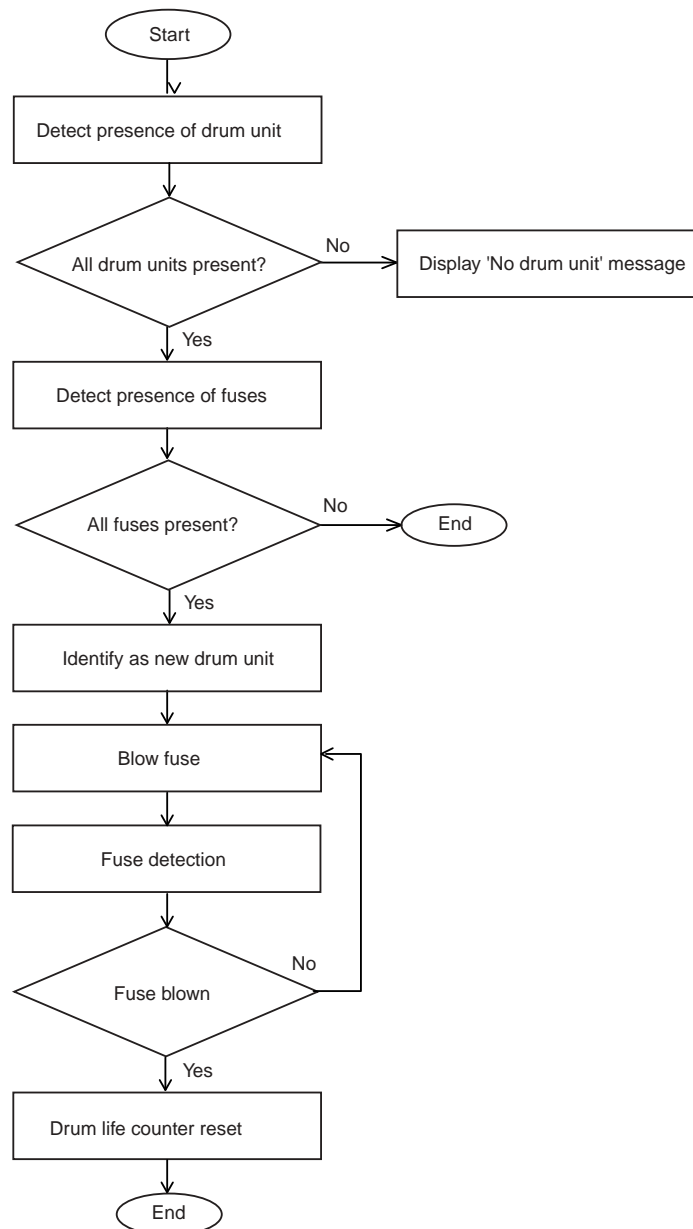 Start
Detect presence of drum unit
All drum units present?
No
Display 'No drum unit' message
Yes
Detect presence of fuses
All fuses present?
No
End
Yes
Identify as new drum unit
Blow fuse
Fuse detection
Fuse blown
No
Yes
Drum life counter reset
End